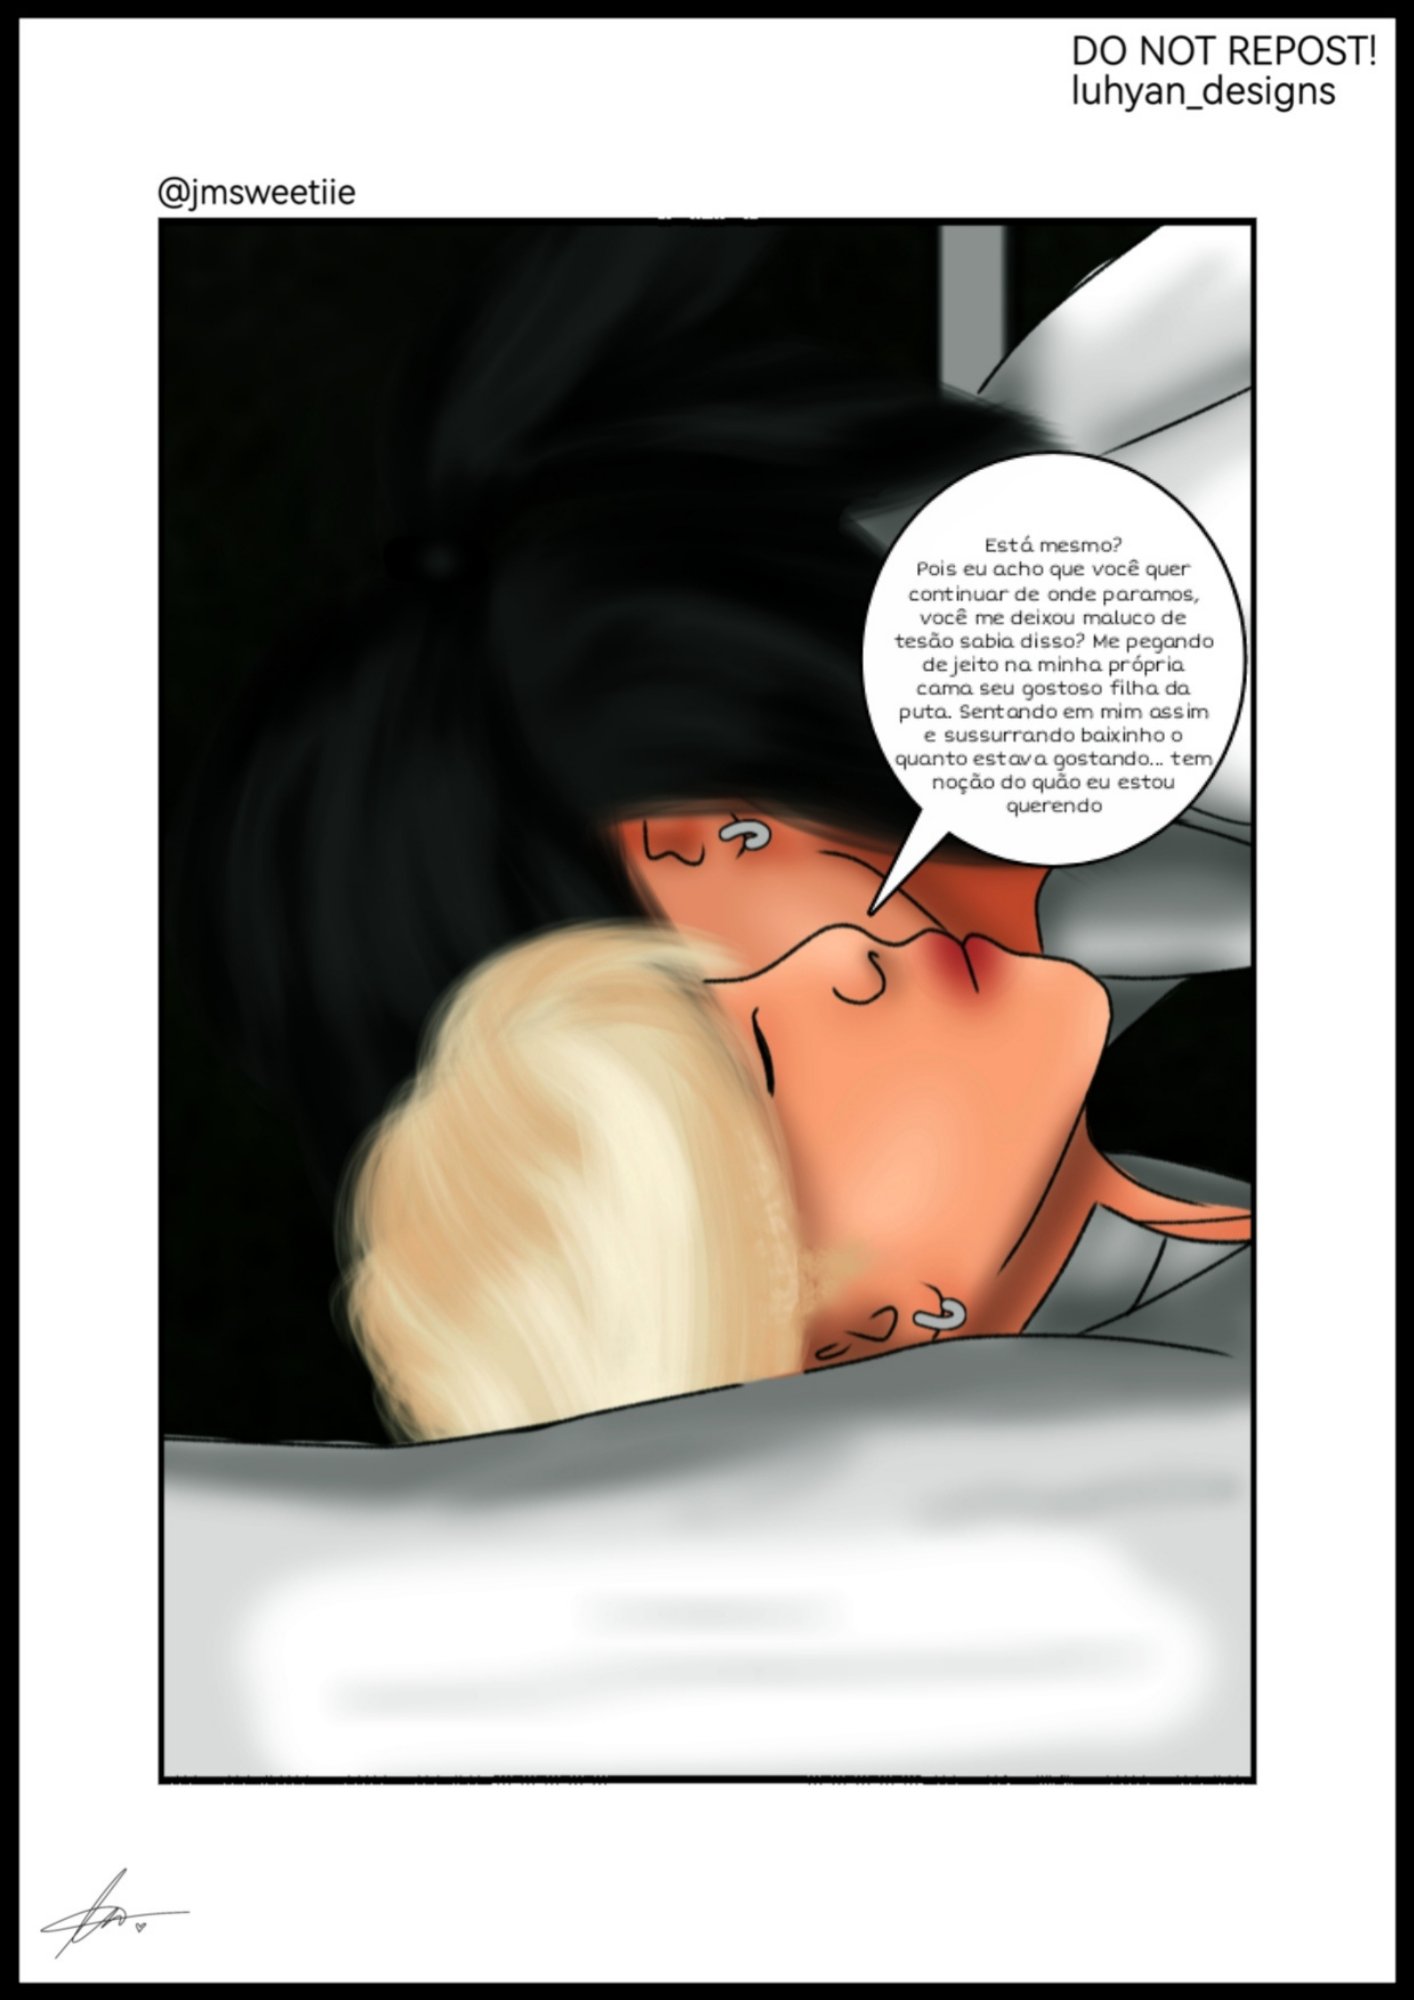 DO NOT REPOST!
luhyan_designs
@jmsweetiie
Está mesmo?
Pois eu acho que você quer
continuar de onde paramos,
você me deixou maluco de
tesão sabia disso? Me pegando
de jeito na minha própria
cama seu gostoso filha da
puta. Sentando em mim assim
e sussurrando baixinho o
quanto estava gostando... tem
noção do quão eu estou
querendo